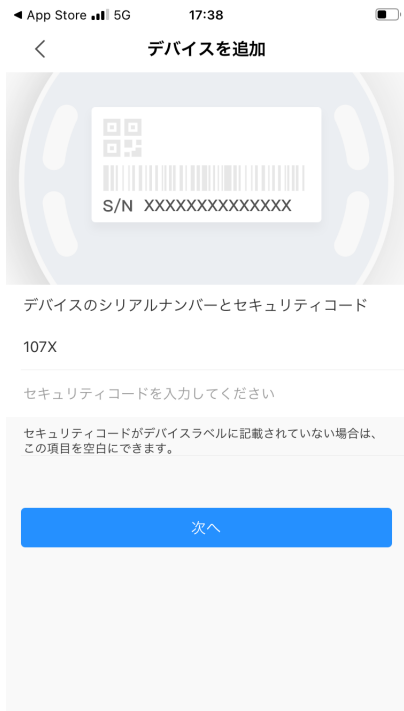 App Store 5G
17:38
デバイスを追加
S/N XXXXXXXXXXXXXX
デバイスのシリアルナンバーとセキュリティコード
107X
セキュリティコードを入力してください
セキュリティコードがデバイスラベルに記載されていない場合は、
この項目を空白にできます。
次へ